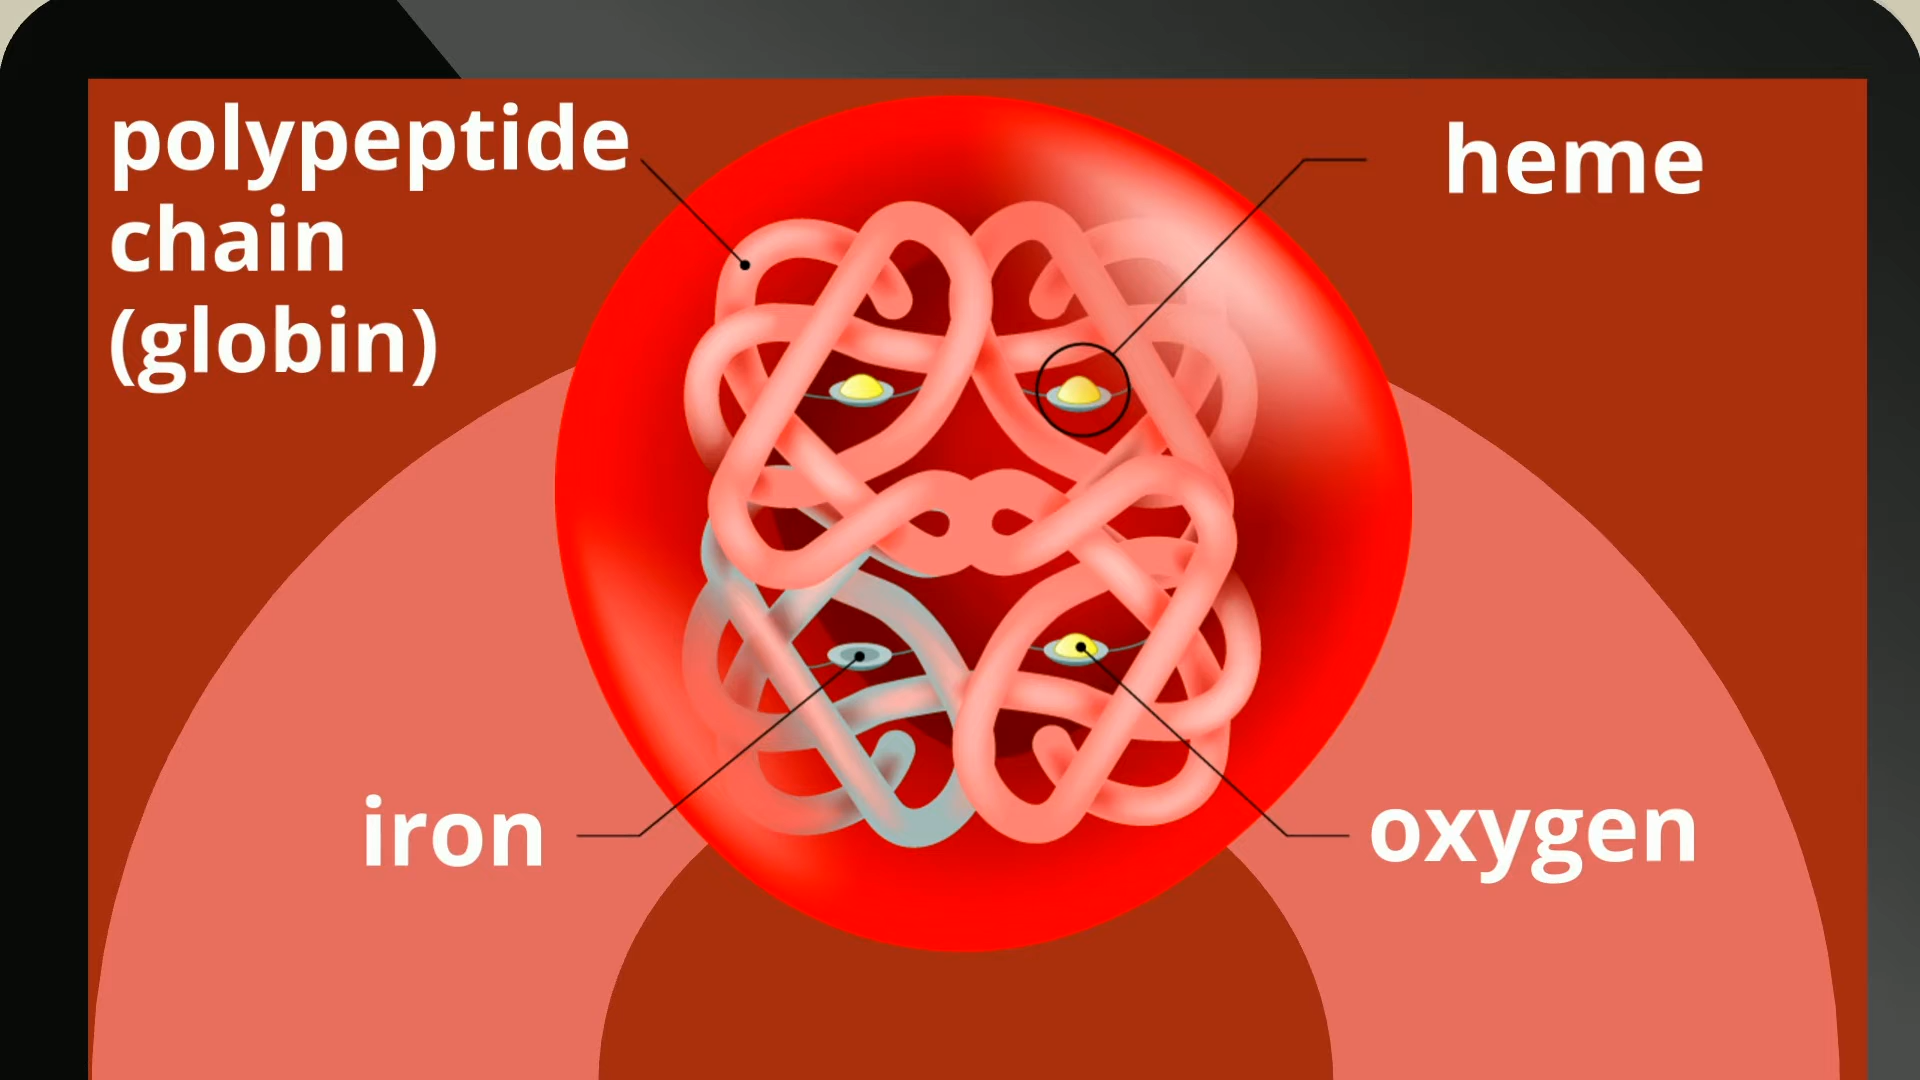 polypeptide
chain
(globin)
heme
iron
oxygen